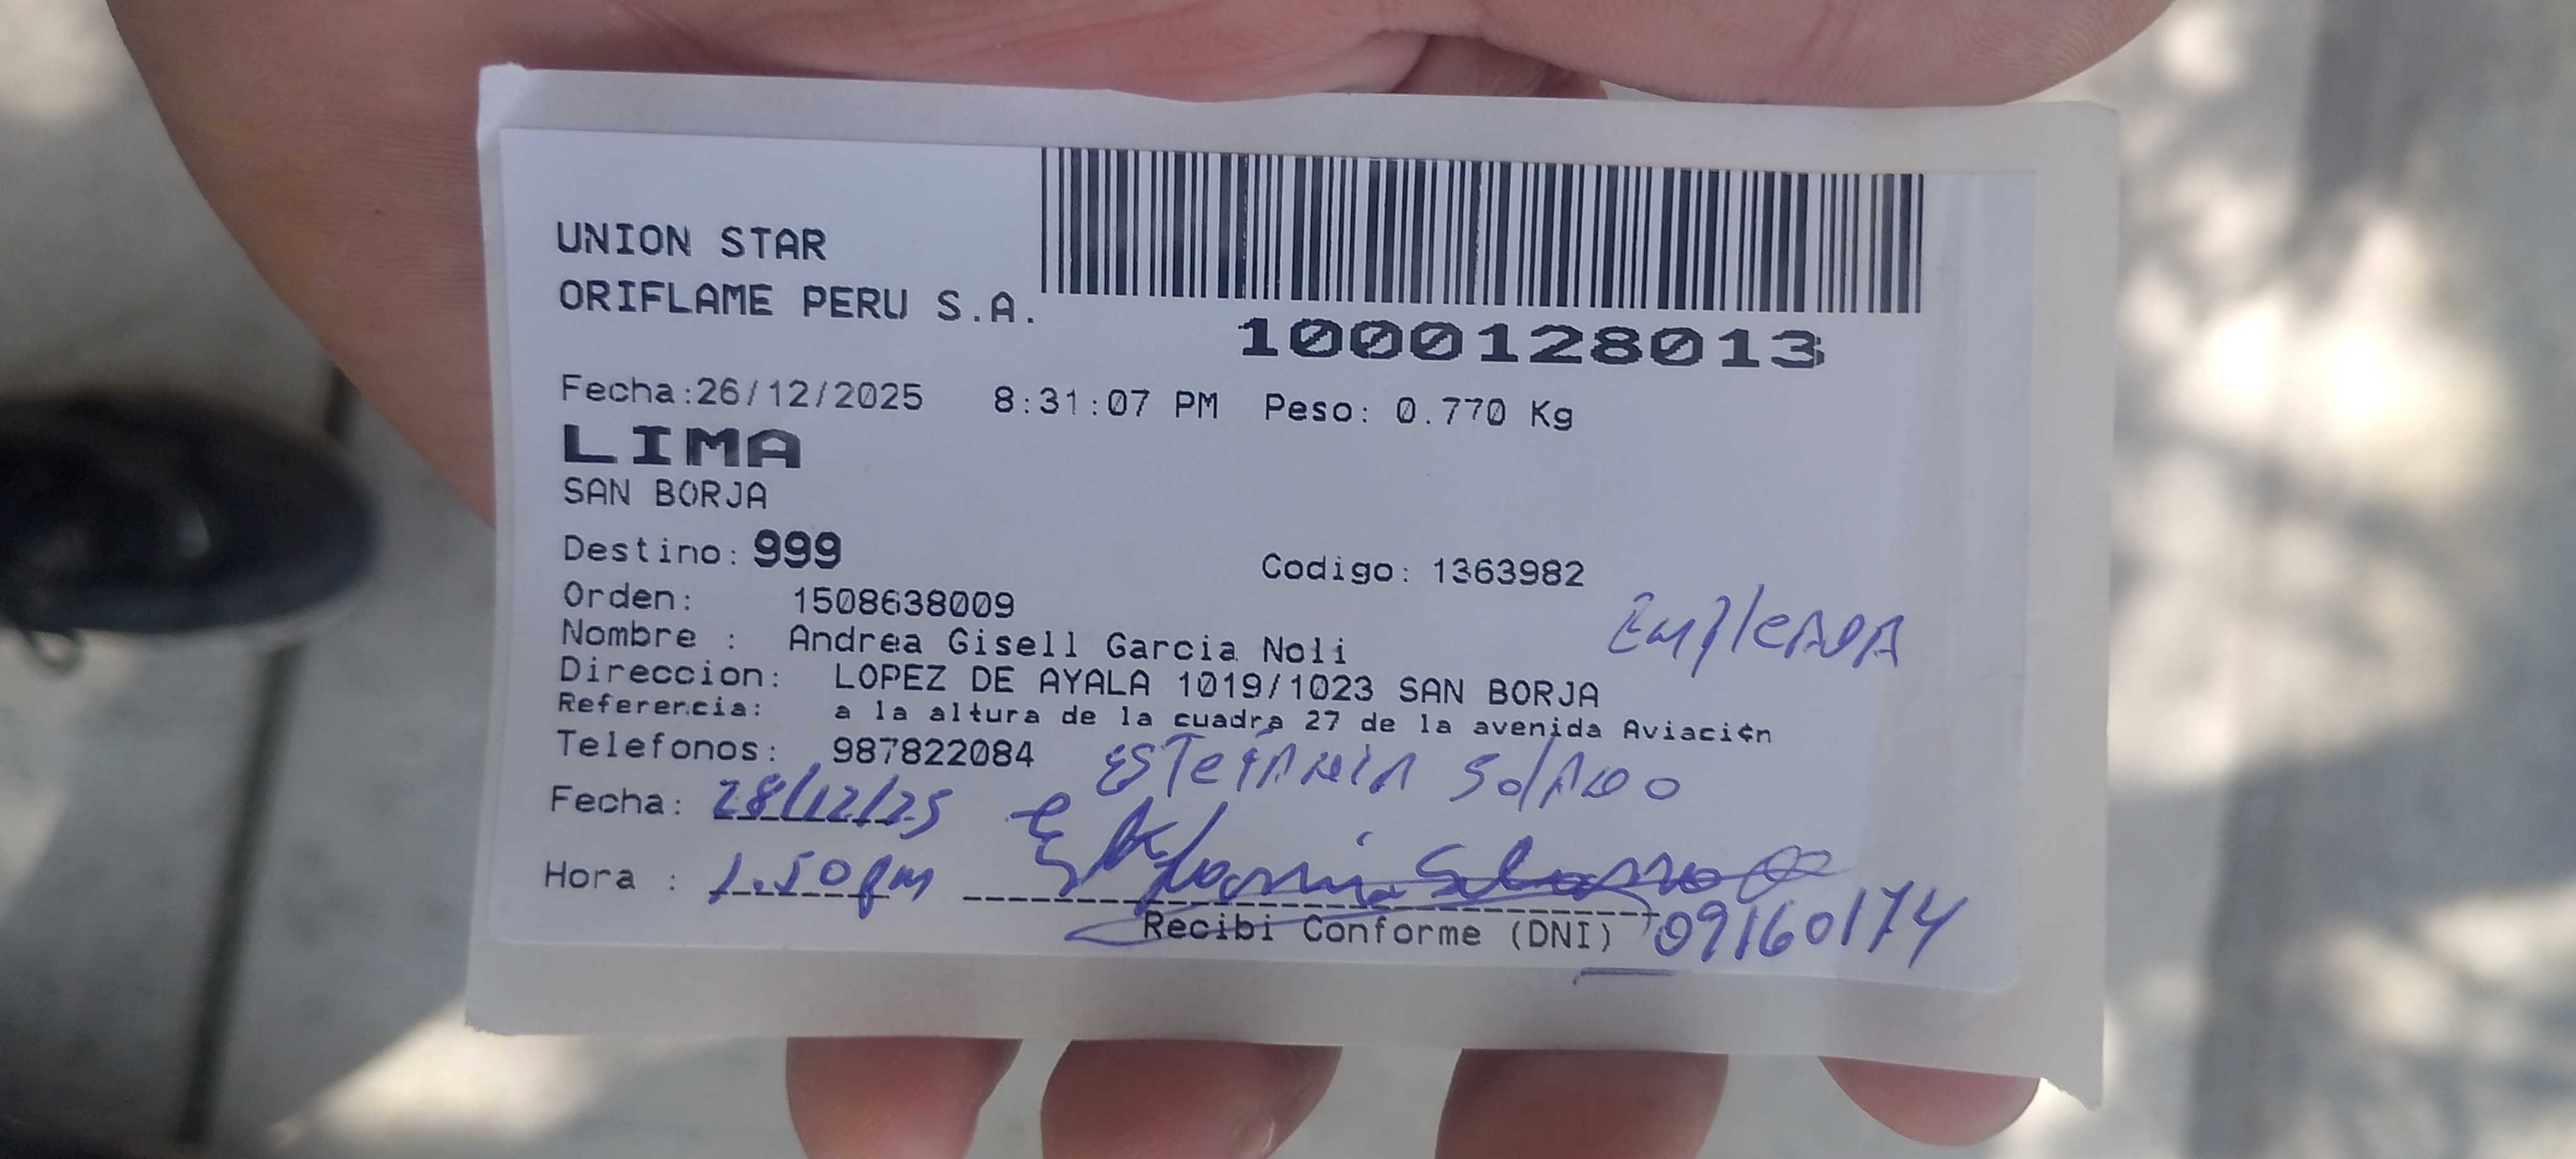 UNION STAR
ORIFLAME PERU S.A.
1000128013
Fecha:26/12/2025 8:31:07 PM Peso: 0.770 Kg
LIMA
SAN BORJA
Destino: 999 Codigo: 1363982
Orden: 1508638009
EmpleADA
Nombre : Andrea Gisell Garcia Noli
Direccion: LOPEZ DE AYALA 1019/1023 SAN BORJA
Referencia: a la altura de la cuadra 27 de la avenida Aviaci¢n
Telefonos: 987822084
ESTefANIA
Fecha: 28/12/25
Hora : 1.50pm
Recibi Conforme (DNI) 09160174